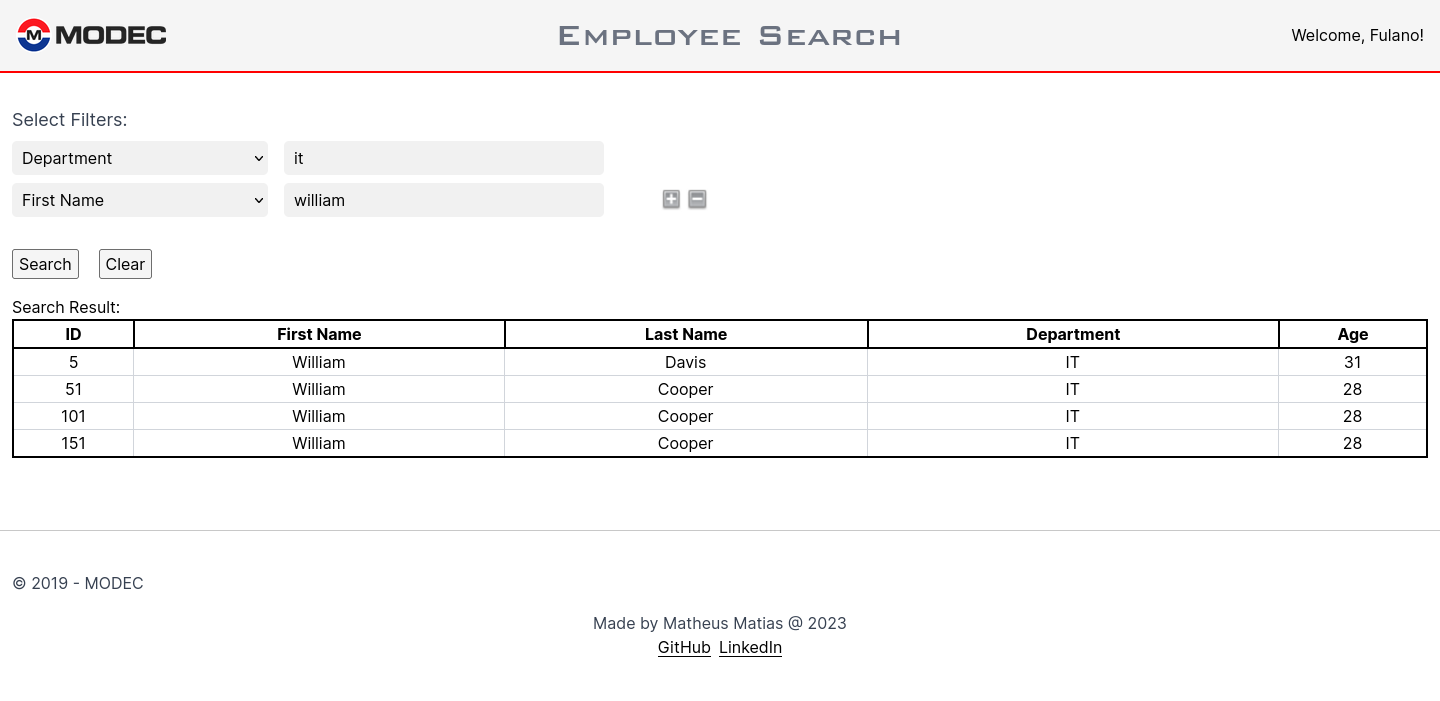 M MODEC
Employee Search
Welcome, Fulano!
Select Filters:
Department it
First Name william
Search Clear
Search Result:
ID First Name Last Name Department Age
5 William Davis IT 31
51 William Cooper IT 28
101 William Cooper IT 28
151 William Cooper IT 28
© 2019 - MODEC
Made by Matheus Matias @ 2023
GitHub LinkedIn